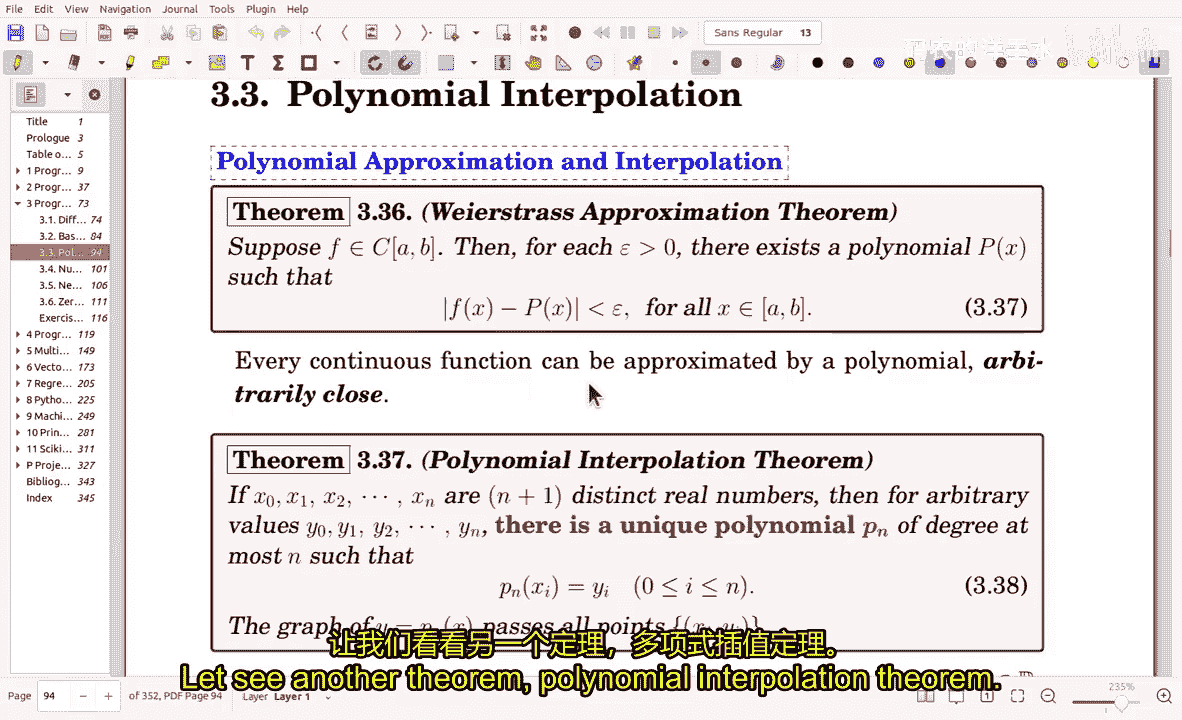 File Edit View Navigation Journal Tools Plugin Help
Sans Regular 13
Title 1
Prologue 3
Table o... 5
1 Progr... 9
2 Progr... 37
3 Progr... 73
3.1. Diff... 74
3.2. Bas... 84
3.3. Pol... 94
3.4. Nu... 101
3.5. Ne... 106
3.6. Zer... 111
Exercis... 116
4 Progr... 119
5 Multi... 149
6 Vecto... 173
7 Regre... 205
8 Pytho... 225
9 Machi... 249
10 Prin... 281
11 Sciki... 311
P Proje... 327
Bibliog... 343
Index 345
3.3. Polynomial Interpolation
Polynomial Approximation and Interpolation
Theorem 3.36. (Weierstrass Approximation Theorem)
Suppose f ∈ C[a, b]. Then, for each ε > 0, there exists a polynomial P(x)
such that
|f(x) − P(x)| < ε, for all x ∈ [a, b]. (3.37)
Every continuous function can be approximated by a polynomial, arbi-
trarily close.
Theorem 3.37. (Polynomial Interpolation Theorem)
If x₀, x₁, x₂, ⋯ , xₙ are (n + 1) distinct real numbers, then for arbitrary
values y₀, y₁, y₂, ⋯ , yₙ, there is a unique polynomial pₙ of degree at
most n such that
pₙ(xᵢ) = yᵢ (0 ≤ i ≤ n). (3.38)
The graph of y = pₙ(x) passes all points {(xᵢ, yᵢ)}
让我们看看另一个定理，多项式插值定理。
Let see another theorem, polynomial interpolation theorem.
Page 94 of 352, PDF Page 94 Layer Layer 1 235%